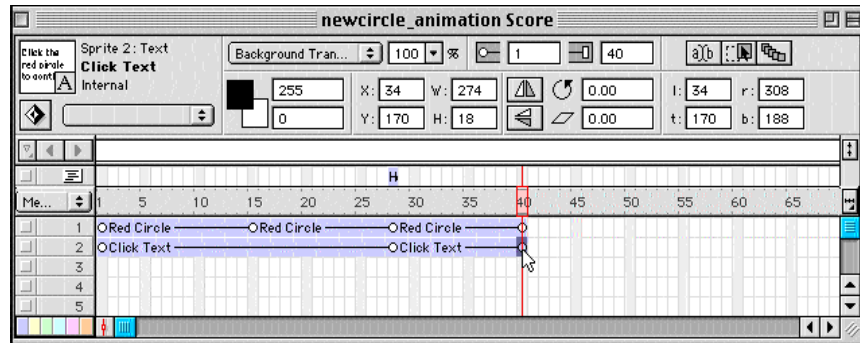 newcircle_animation Score
Click the
red circle
to conti
A
Sprite 2: Text
Click Text
Internal
Background Tran... 100 % 1 40
255 X: 34 W: 274 0.00 l: 34 r: 308
0 Y: 170 H: 18 0.00 t: 170 b: 188
H
Me... 1 5 10 15 20 25 30 35 40 45 50 55 60 65
1 Red Circle Red Circle Red Circle
2 Click Text Click Text
3
4
5